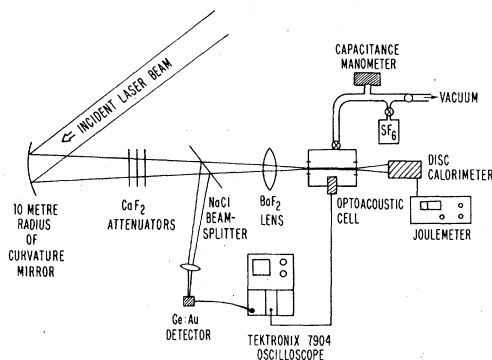 CAPACITANCE
MANOMETER
VACUUM
SF6
INCIDENT LASER BEAM
10 METRE
RADIUS
OF
CURVATURE
MIRROR
CaF2
ATTENUATORS
NaCl
BEAM-
SPLITTER
BaF2
LENS
OPTOACOUSTIC
CELL
DISC
CALORIMETER
JOULEMETER
Ge:Au
DETECTOR
TEKTRONIX 7904
OSCILLOSCOPE